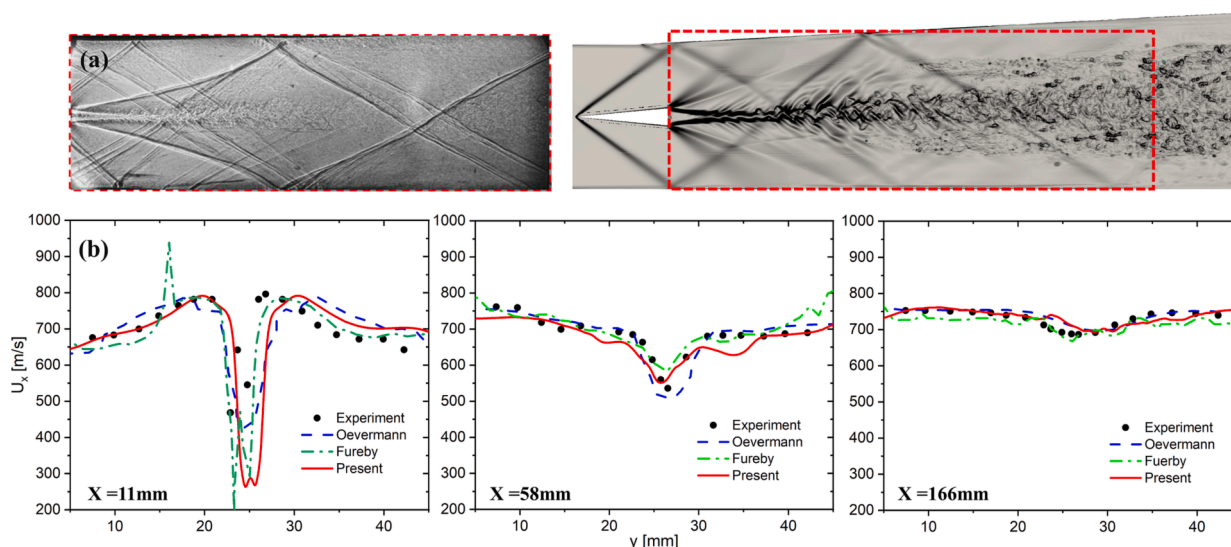 (a)
(b)
1000
900
800
700
600
500
400
300
200
Ux [m/s]
Experiment
Oevermann
Fureby
Present
X =11mm
10
20
30
40
1000
900
800
700
600
500
400
300
200
Experiment
Oevermann
Fureby
Present
X =58mm
10
20
30
40
y [mm]
1000
900
800
700
600
500
400
300
200
Experiment
Oevermann
Fuerby
Present
X =166mm
10
20
30
40